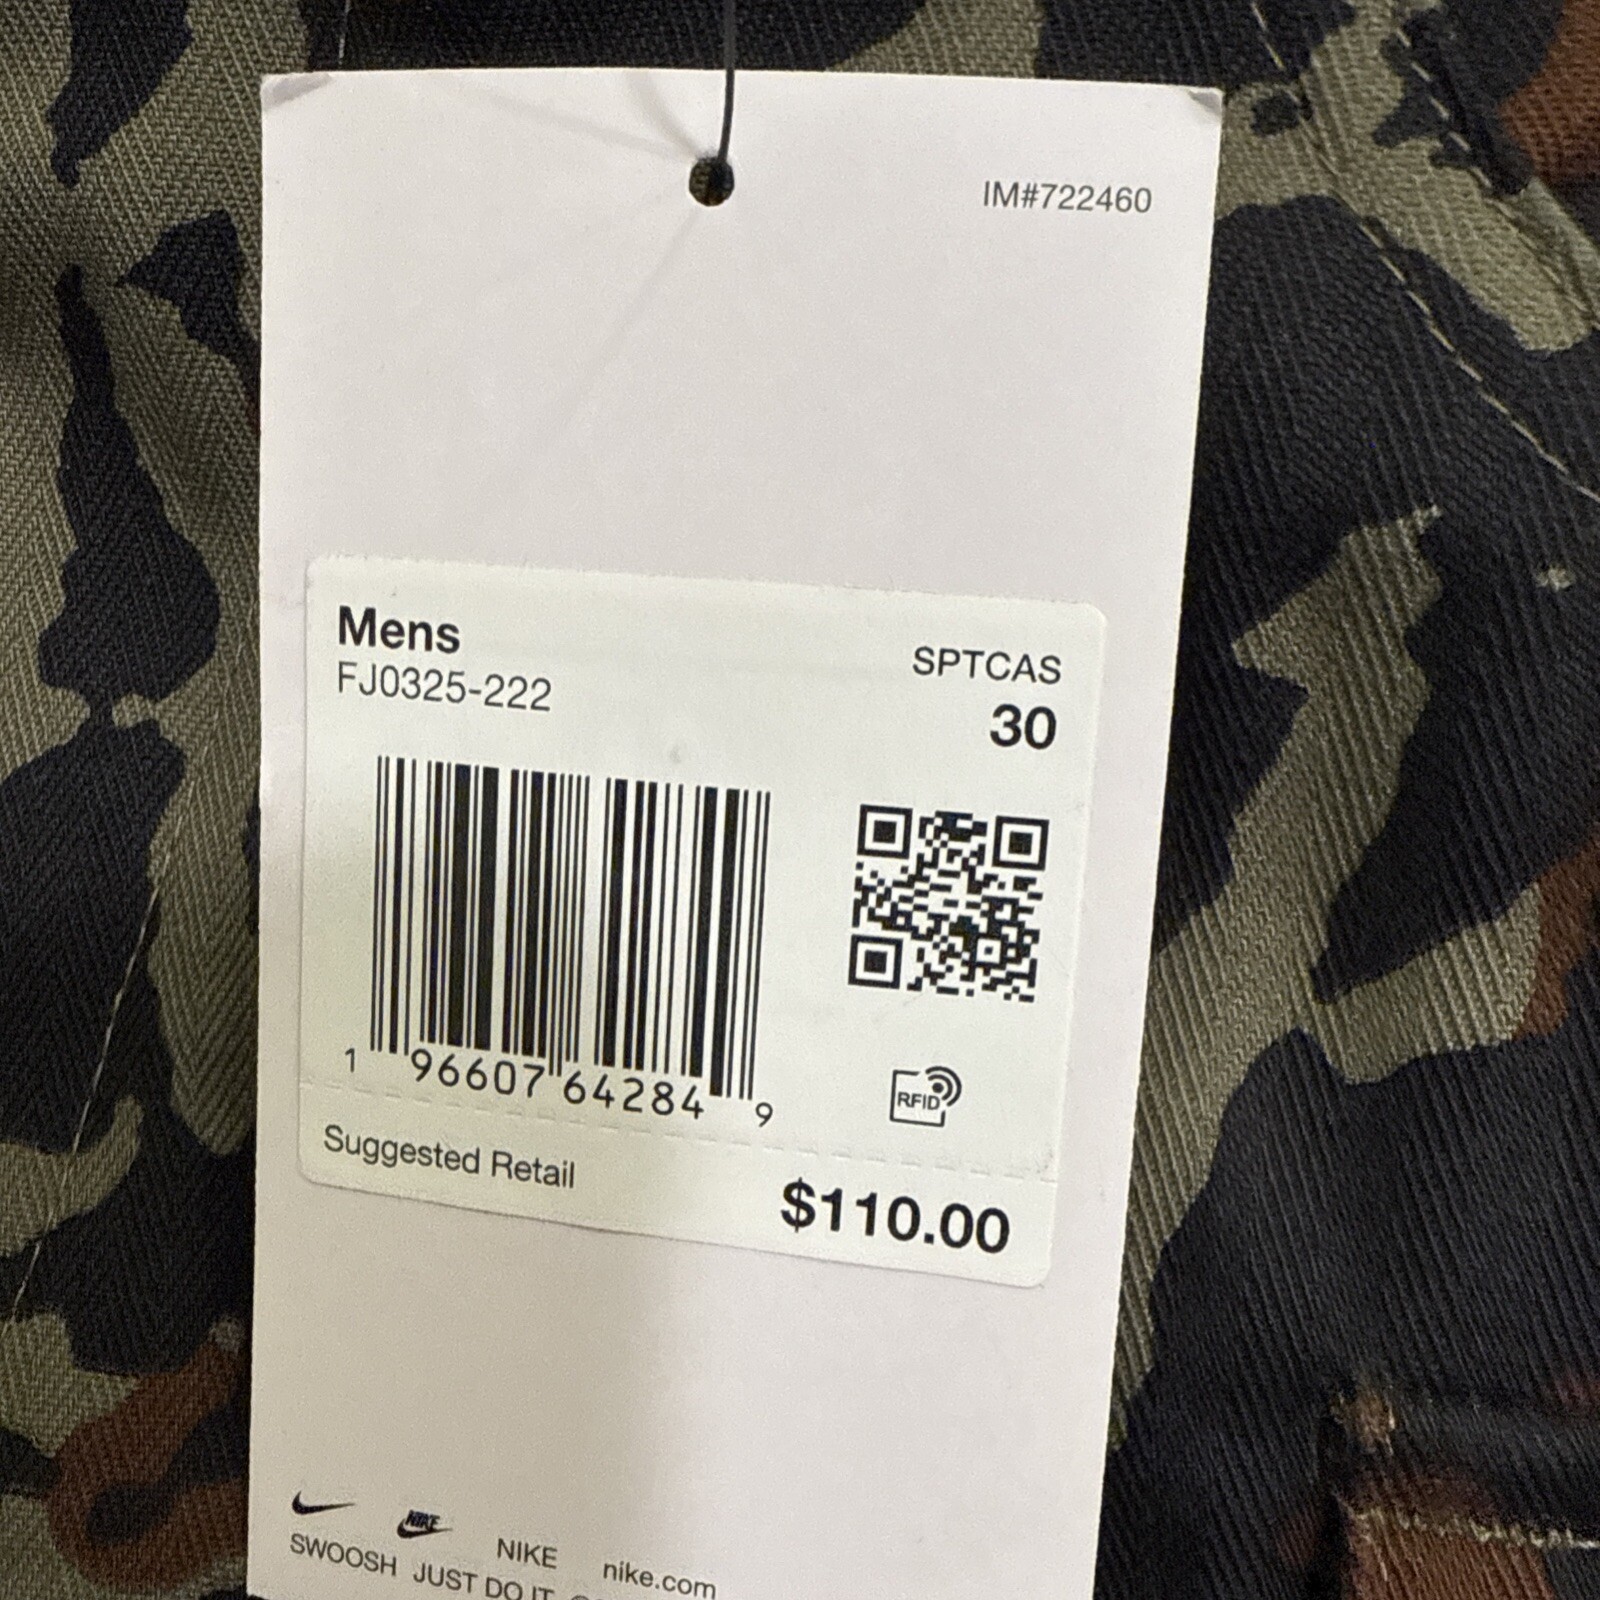 IM#722460
Mens
SPTCAS
FJ0325-222
30
1 96607 64284 9
RFID
Suggested Retail
$110.00
NIKE
NIKE
nike.com
SWOOSH JUST DO IT